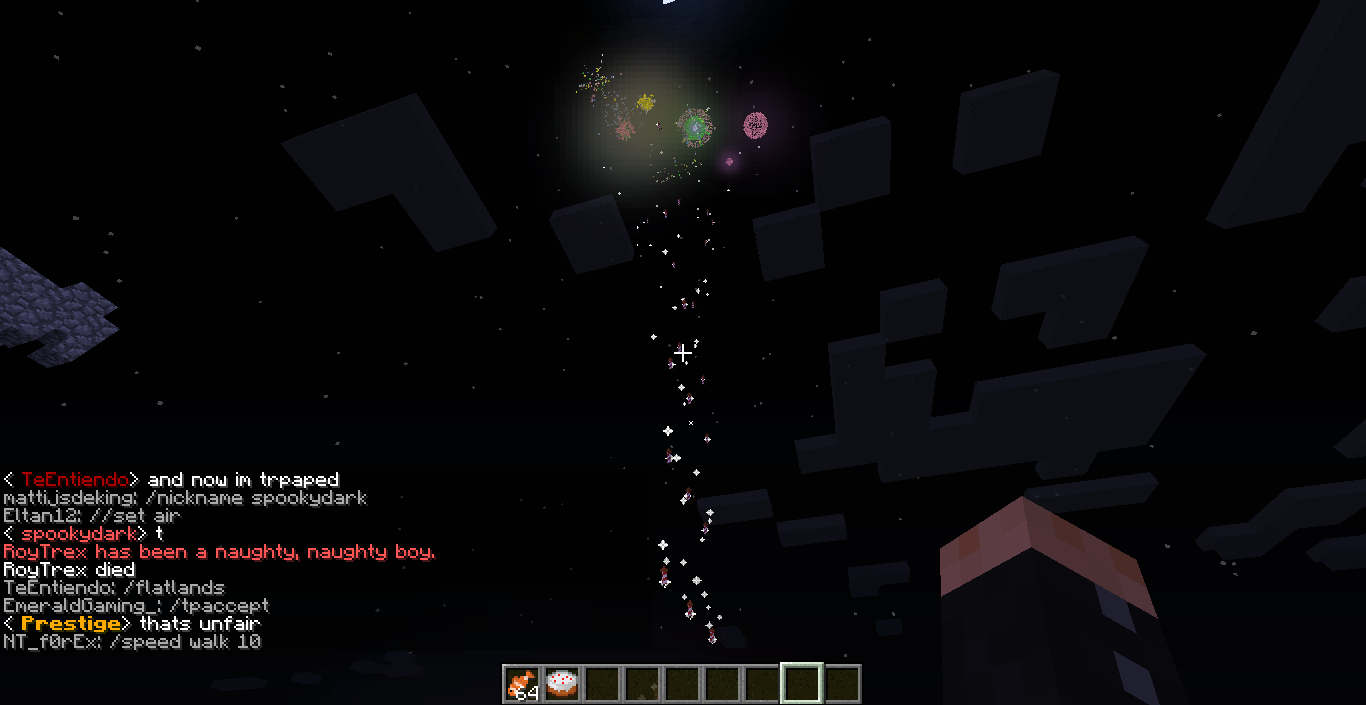 < TeEntiendo> and now im trpaped
mattijsdeking: /nickname spookydark
Eltan12: //set air
< spookydark> t
RoyTrex has been a naughty, naughty boy.
RoyTrex died
TeEntiendo: /flatlands
EmeraldGaming_: /tpaccept
< Prestige> thats unfair
NT_f0rEx: /speed walk 10
64